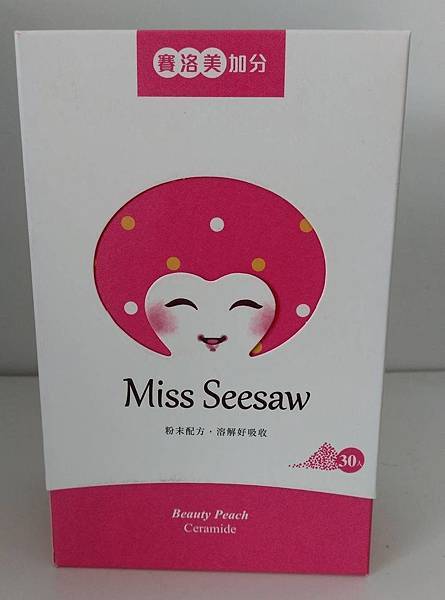 賽洛美加分
Miss Seesaw
粉末配方，溶解好吸收
30入
Beauty Peach
Ceramide